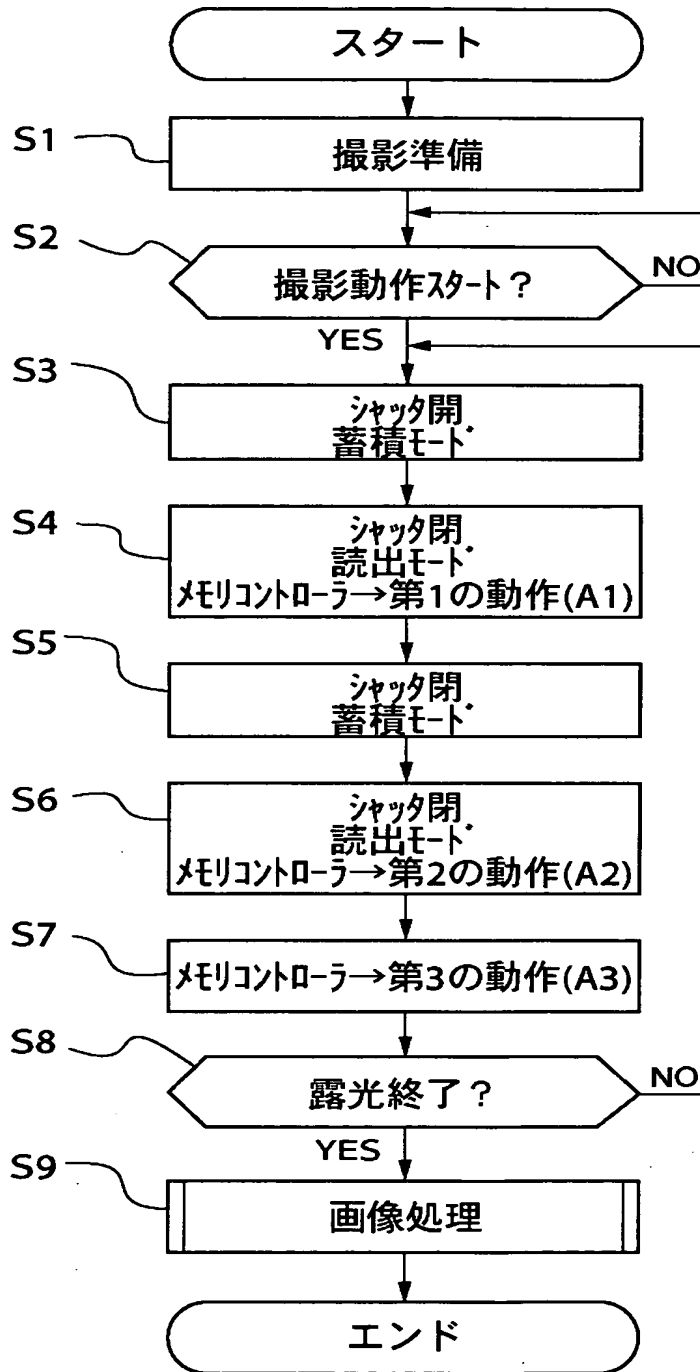 スタート
S1
撮影準備
S2
撮影動作ｽﾀｰﾄ？
NO
YES
S3
ｼｬｯﾀ開
蓄積ﾓｰﾄﾞ
S4
ｼｬｯﾀ閉
読出ﾓｰﾄﾞ
ﾒﾓﾘｺﾝﾄﾛｰﾗ→第1の動作(A1)
S5
ｼｬｯﾀ閉
蓄積ﾓｰﾄﾞ
S6
ｼｬｯﾀ閉
読出ﾓｰﾄﾞ
ﾒﾓﾘｺﾝﾄﾛｰﾗ→第2の動作(A2)
S7
ﾒﾓﾘｺﾝﾄﾛｰﾗ→第3の動作(A3)
S8
露光終了？
NO
YES
S9
画像処理
エンド